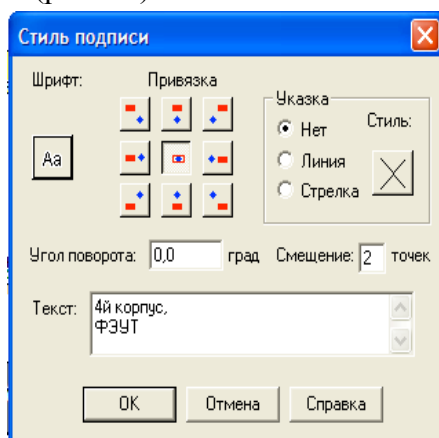 Стиль подписи
Шрифт: Привязка
Указка
Нет Стиль:
Aa
Линия
Стрелка
Угол поворота: 0,0 град Смещение: 2 точек
Текст: 4й корпус,
ФЭУТ
OK Отмена Справка